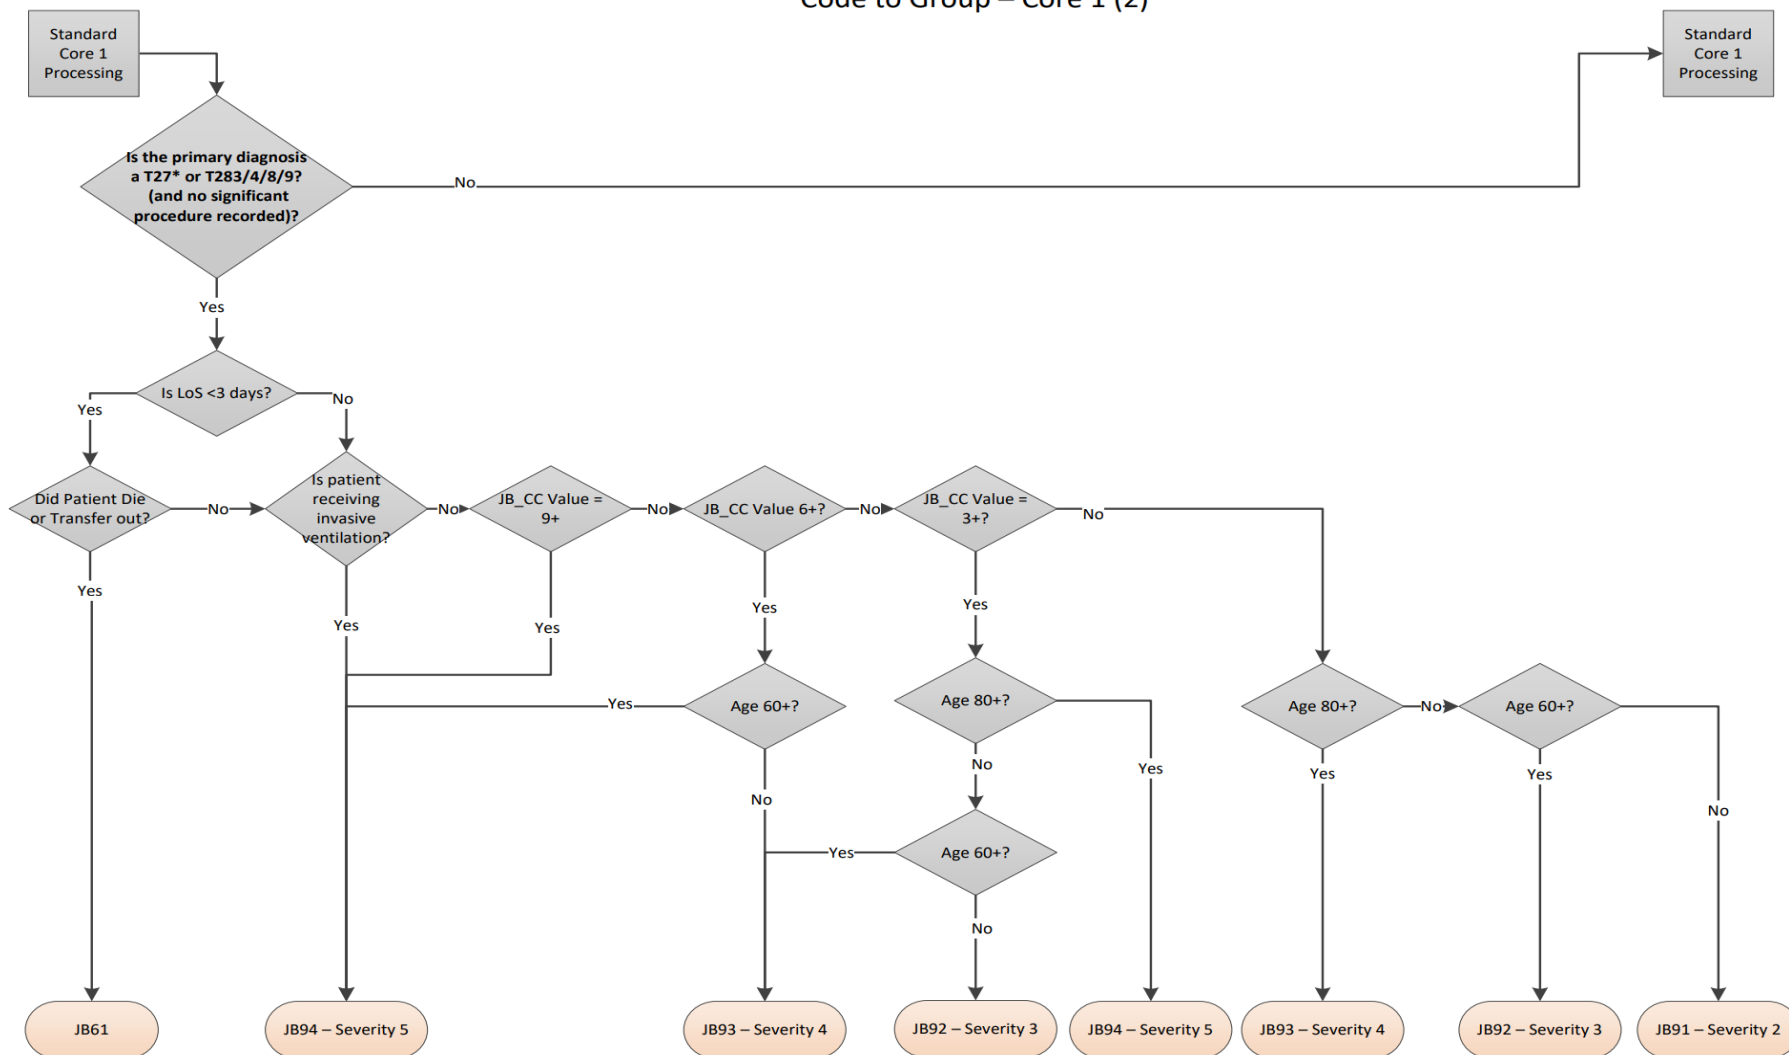 Code to Group – Core 1 (2)
Standard
Core 1
Processing
Standard
Core 1
Processing
Is the primary diagnosis
a T27* or T283/4/8/9?
(and no significant
procedure recorded)?
No
Yes
Is LoS <3 days?
Yes
No
Did Patient Die
or Transfer out?
No
Is patient
receiving
invasive
ventilation?
No
JB_CC Value =
9+
No
JB_CC Value 6+?
No
JB_CC Value =
3+?
No
Yes
Yes
Yes
Yes
Yes
Age 60+?
Yes
No
Age 80+?
Yes
No
Age 60+?
Yes
No
Age 80+?
No
Yes
Age 60+?
Yes
No
JB61
JB94 – Severity 5
JB93 – Severity 4
JB92 – Severity 3
JB94 – Severity 5
JB93 – Severity 4
JB92 – Severity 3
JB91 – Severity 2